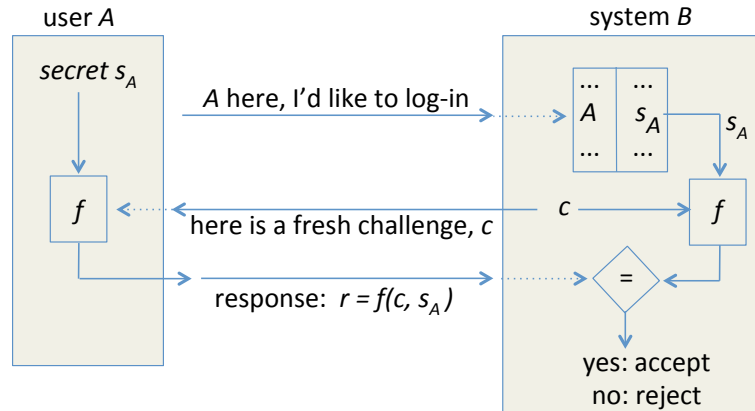 user A
system B
secret s_A
A here, I’d like to log-in
... ...
A s_A
... ...
s_A
f
here is a fresh challenge, c
c
f
response: r = f(c, s_A)
=
yes: accept
no: reject